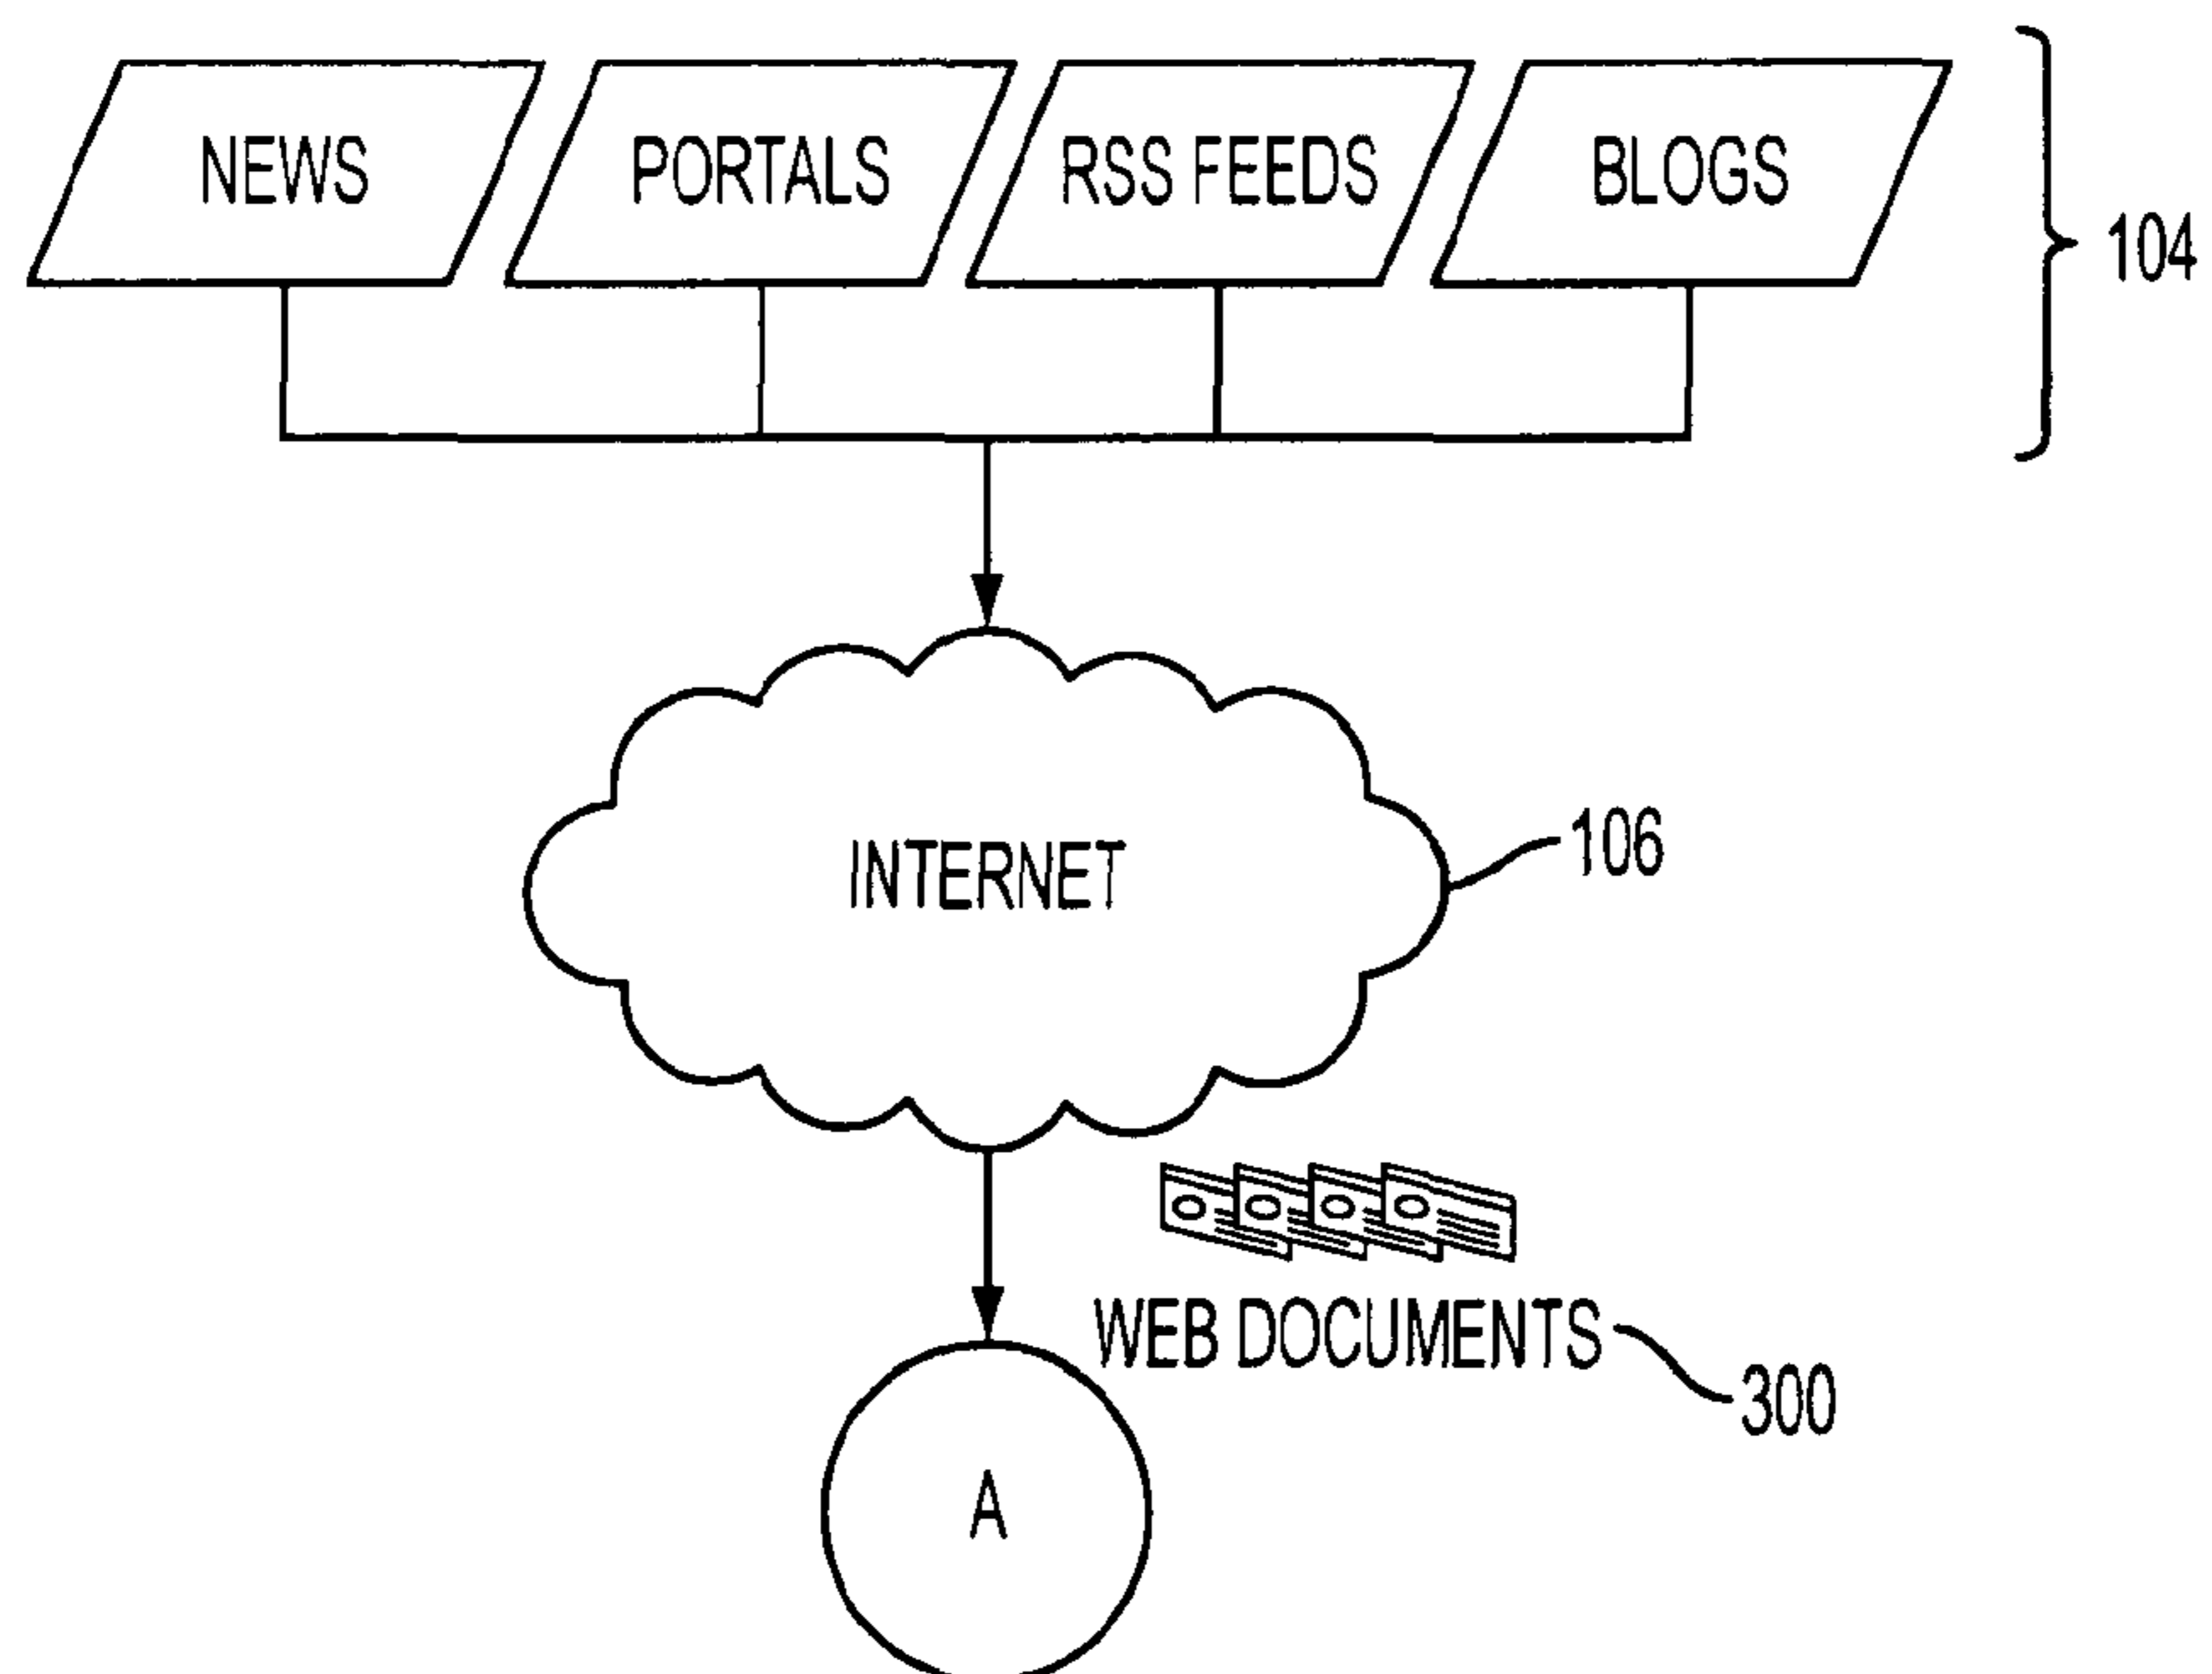 NEWS
PORTALS
RSS FEEDS
BLOGS
104
INTERNET
106
WEB DOCUMENTS
300
A